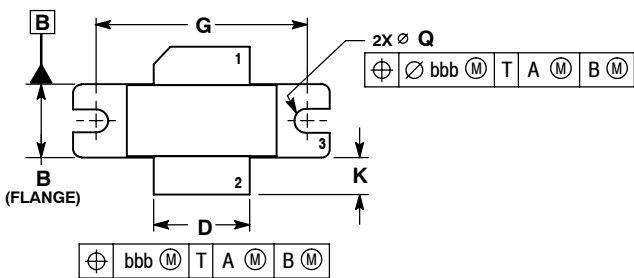 B
G
1
2X ⌀ Q
⌖ ⌀ bbb Ⓜ T A Ⓜ B Ⓜ
3
B
(FLANGE)
2
K
D
⌖ bbb Ⓜ T A Ⓜ B Ⓜ